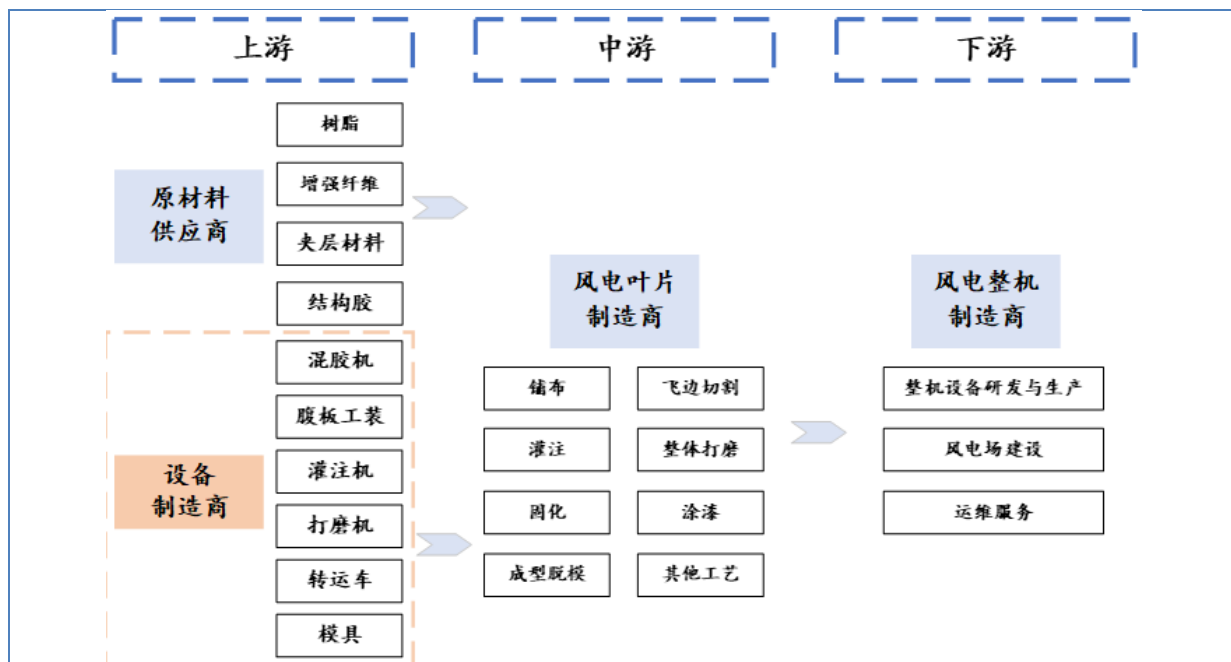 上游
中游
下游
树脂
原材料
供应商
增强纤维
夹层材料
结构胶
设备
制造商
混胶机
腹板工装
灌注机
打磨机
转运车
模具
风电叶片
制造商
铺布
飞边切割
灌注
整体打磨
固化
涂漆
成型脱模
其他工艺
风电整机
制造商
整机设备研发与生产
风电场建设
运维服务